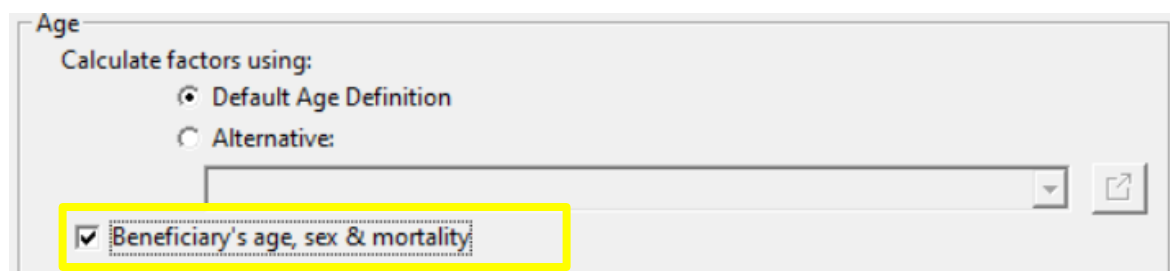 Age
Calculate factors using:
Default Age Definition
Alternative:
Beneficiary's age, sex & mortality